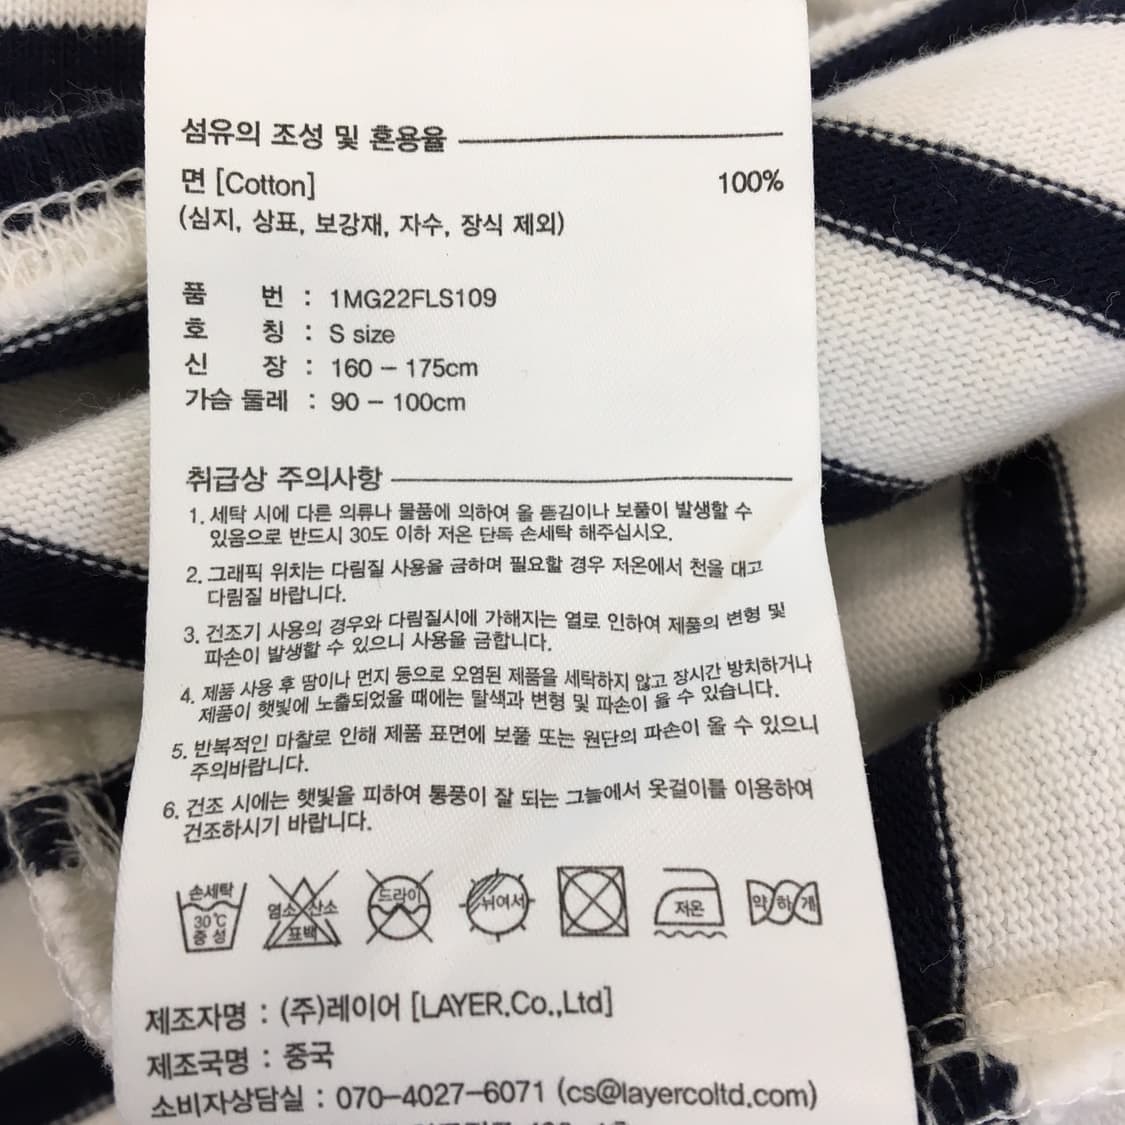 섬유의 조성 및 혼용율
면 [Cotton] 100%
(심지, 상표, 보강재, 자수, 장식 제외)
품 번 : 1MG22FLS109
호 칭 : S size
신 장 : 160 - 175cm
가슴 둘레 : 90 - 100cm
취급상 주의사항
1. 세탁 시에 다른 의류나 물품에 의하여 올 뜯김이나 보풀이 발생할 수
있음으로 반드시 30도 이하 저온 단독 손세탁 해주십시오.
2. 그래픽 위치는 다림질 사용을 금하며 필요할 경우 저온에서 천을 대고
다림질 바랍니다.
3. 건조기 사용의 경우와 다림질시에 가해지는 열로 인하여 제품의 변형 및
파손이 발생할 수 있으니 사용을 금합니다.
4. 제품 사용 후 땀이나 먼지 등으로 오염된 제품을 세탁하지 않고 장시간 방치하거나
제품이 햇빛에 노출되었을 때에는 탈색과 변형 및 파손이 올 수 있습니다.
5. 반복적인 마찰로 인해 제품 표면에 보풀 또는 원단의 파손이 올 수 있으니
주의바랍니다.
6. 건조 시에는 햇빛을 피하여 통풍이 잘 되는 그늘에서 옷걸이를 이용하여
건조하시기 바랍니다.
손세탁 30℃ 중성
염소 산소 표백
드라이
뉘어서
저온
약하게
제조자명 : (주)레이어 [LAYER.Co.,Ltd]
제조국명 : 중국
소비자상담실 : 070-4027-6071 (cs@layercoltd.com)